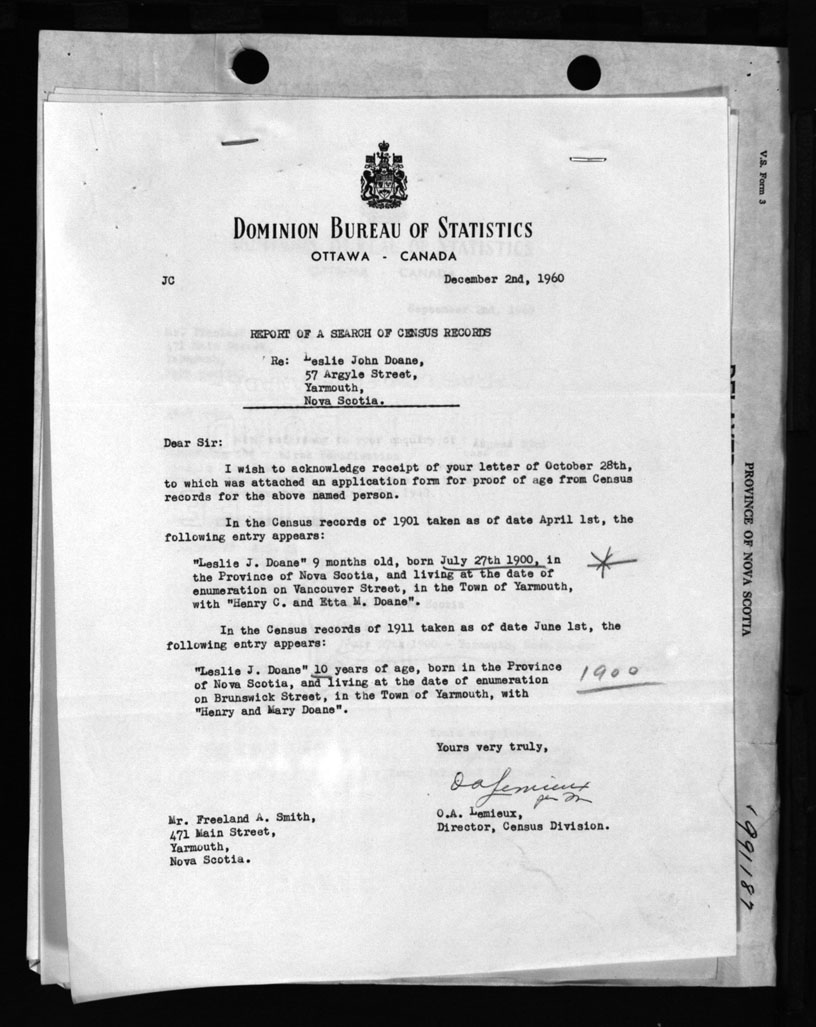 DOMINION BUREAU OF STATISTICS
OTTAWA - CANADA
JC
December 2nd, 1960
REPORT OF A SEARCH OF CENSUS RECORDS
Re: Leslie John Doane,
57 Argyle Street,
Yarmouth,
Nova Scotia.
Dear Sir:
I wish to acknowledge receipt of your letter of October 28th,
to which was attached an application form for proof of age from Census
records for the above named person.
In the Census records of 1901 taken as of date April 1st, the
following entry appears:
"Leslie J. Doane" 9 months old, born July 27th 1900, in
the Province of Nova Scotia, and living at the date of
enumeration on Vancouver Street, in the Town of Yarmouth,
with "Henry C. and Etta M. Doane".
In the Census records of 1911 taken as of date June 1st, the
following entry appears:
"Leslie J. Doane" 10 years of age, born in the Province
of Nova Scotia, and living at the date of enumeration
on Brunswick Street, in the Town of Yarmouth, with
"Henry and Mary Doane".
1900
Yours very truly,
O A Lemieux
O.A. Lemieux,
Director, Census Division.
Mr. Freeland A. Smith,
471 Main Street,
Yarmouth,
Nova Scotia.
V.S. Form 3
PROVINCE OF NOVA SCOTIA
991187